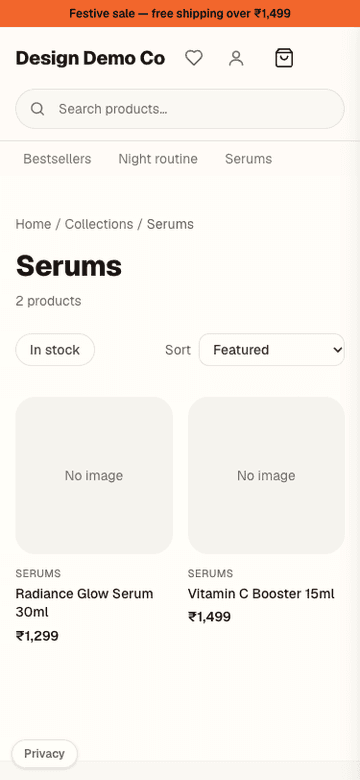 Festive sale — free shipping over ₹1,499
Design Demo Co
Search products...
Bestsellers Night routine Serums
Home / Collections / Serums
Serums
2 products
In stock Sort Featured
No image No image
SERUMS SERUMS
Radiance Glow Serum Vitamin C Booster 15ml
30ml ₹1,499
₹1,299
Privacy